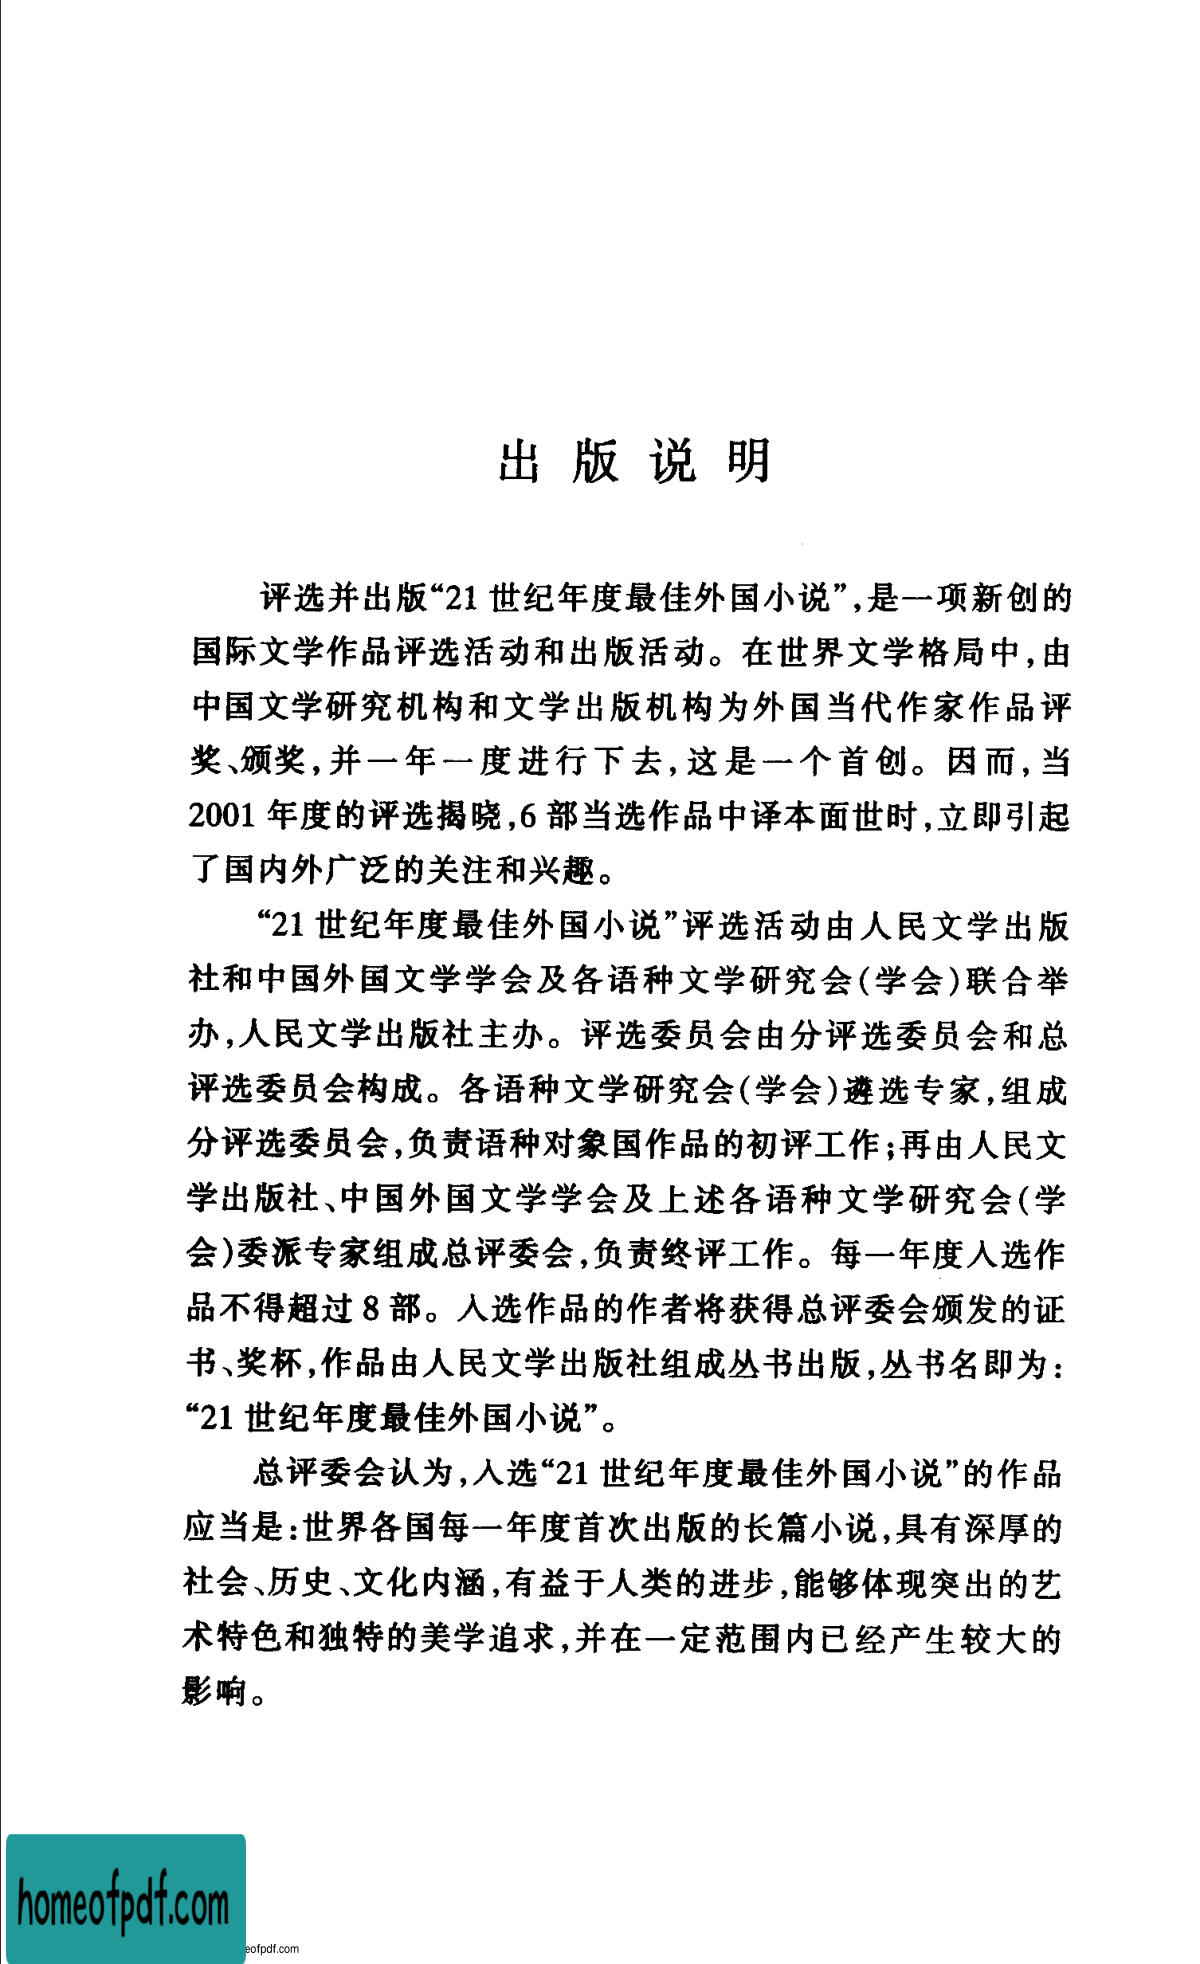 出版说明
评选并出版“21世纪年度最佳外国小说”,是一项新创的
国际文学作品评选活动和出版活动。在世界文学格局中,由
中国文学研究机构和文学出版机构为外国当代作家作品评
奖、颁奖,并一年一度进行下去,这是一个首创。因而,当
2001年度的评选揭晓,6部当选作品中译本面世时,立即引起
了国内外广泛的关注和兴趣。
“21世纪年度最佳外国小说”评选活动由人民文学出版
社和中国外国文学学会及各语种文学研究会(学会)联合举
办,人民文学出版社主办。评选委员会由分评选委员会和总
评选委员会构成。各语种文学研究会(学会)遴选专家,组成
分评选委员会,负责语种对象国作品的初评工作;再由人民文
学出版社、中国外国文学学会及上述各语种文学研究会(学
会)委派专家组成总评委会,负责终评工作。每一年度入选作
品不得超过8部。入选作品的作者将获得总评委会颁发的证
书、奖杯,作品由人民文学出版社组成丛书出版,丛书名即为:
“21世纪年度最佳外国小说”。
总评委会认为,入选“21世纪年度最佳外国小说”的作品
应当是:世界各国每一年度首次出版的长篇小说,具有深厚的
社会、历史、文化内涵,有益于人类的进步,能够体现突出的艺
术特色和独特的美学追求,并在一定范围内已经产生较大的
影响。
homeofpdf.com
eofpdf.com